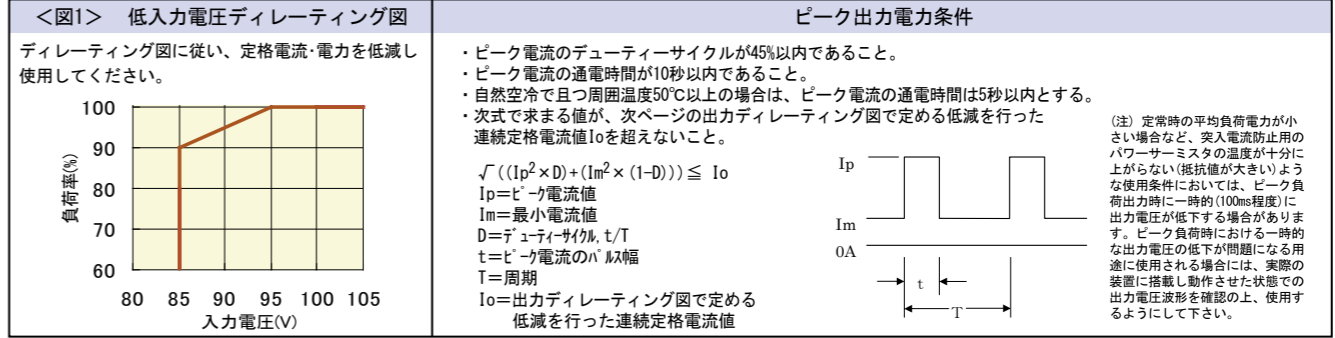 <図1>　低入力電圧ディレーティング図
ディレーティング図に従い、定格電流･電力を低減し
使用してください。
100
90
80
70
60
負荷率(%)
80 85 90 95 100 105
入力電圧(V)
ピーク出力電力条件
・ピーク電流のデューティーサイクルが45%以内であること。
・ピーク電流の通電時間が10秒以内であること。
・自然空冷で且つ周囲温度50℃以上の場合は、ピーク電流の通電時間は5秒以内とする。
・次式で求まる値が、次ページの出力ディレーティング図で定める低減を行った
連続定格電流値Ioを超えないこと。
√((Ip²×D)+(Im²×(1-D)))≦ Io
Ip=ﾋﾟｰｸ電流値
Im=最小電流値
D=ﾃﾞｭｰﾃｨｰｻｲｸﾙ,t/T
t=ﾋﾟｰｸ電流のﾊﾟﾙｽ幅
T=周期
Io=出力ディレーティング図で定める
低減を行った連続定格電流値
Ip
Im
0A
t
T
(注) 定常時の平均負荷電力が小
さい場合など、突入電流防止用の
パワーサーミスタの温度が十分に
上がらない(抵抗値が大きい)よう
な使用条件においては、ピーク負
荷出力時に一時的(100ms程度)に
出力電圧が低下する場合がありま
す。ピーク負荷時における一時的
な出力電圧の低下が問題になる用
途に使用される場合には、実際の
装置に搭載し動作させた状態での
出力電圧波形を確認の上、使用す
るようにして下さい。